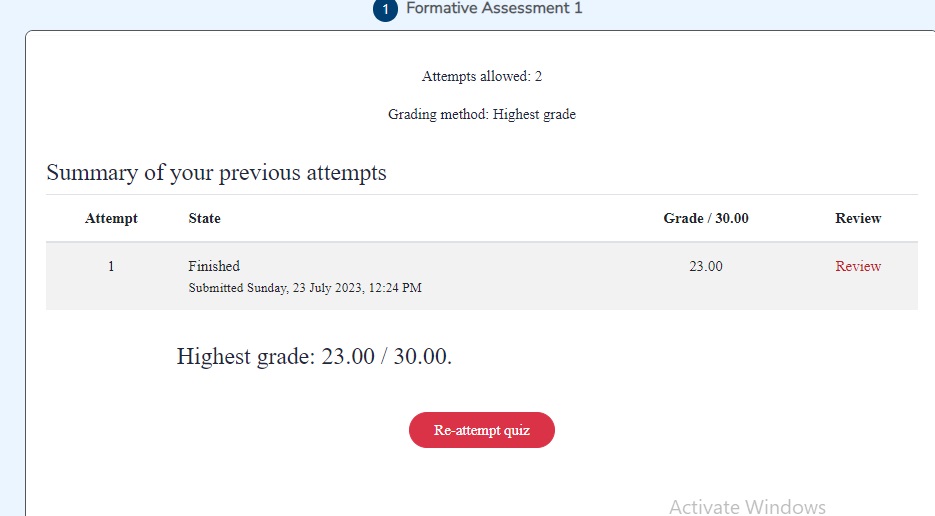 1 Formative Assessment 1
Attempts allowed: 2
Grading method: Highest grade
Summary of your previous attempts
Attempt State Grade / 30.00 Review
1 Finished 23.00 Review
Submitted Sunday, 23 July 2023, 12:24 PM
Highest grade: 23.00 / 30.00.
Re-attempt quiz
Activate Windows